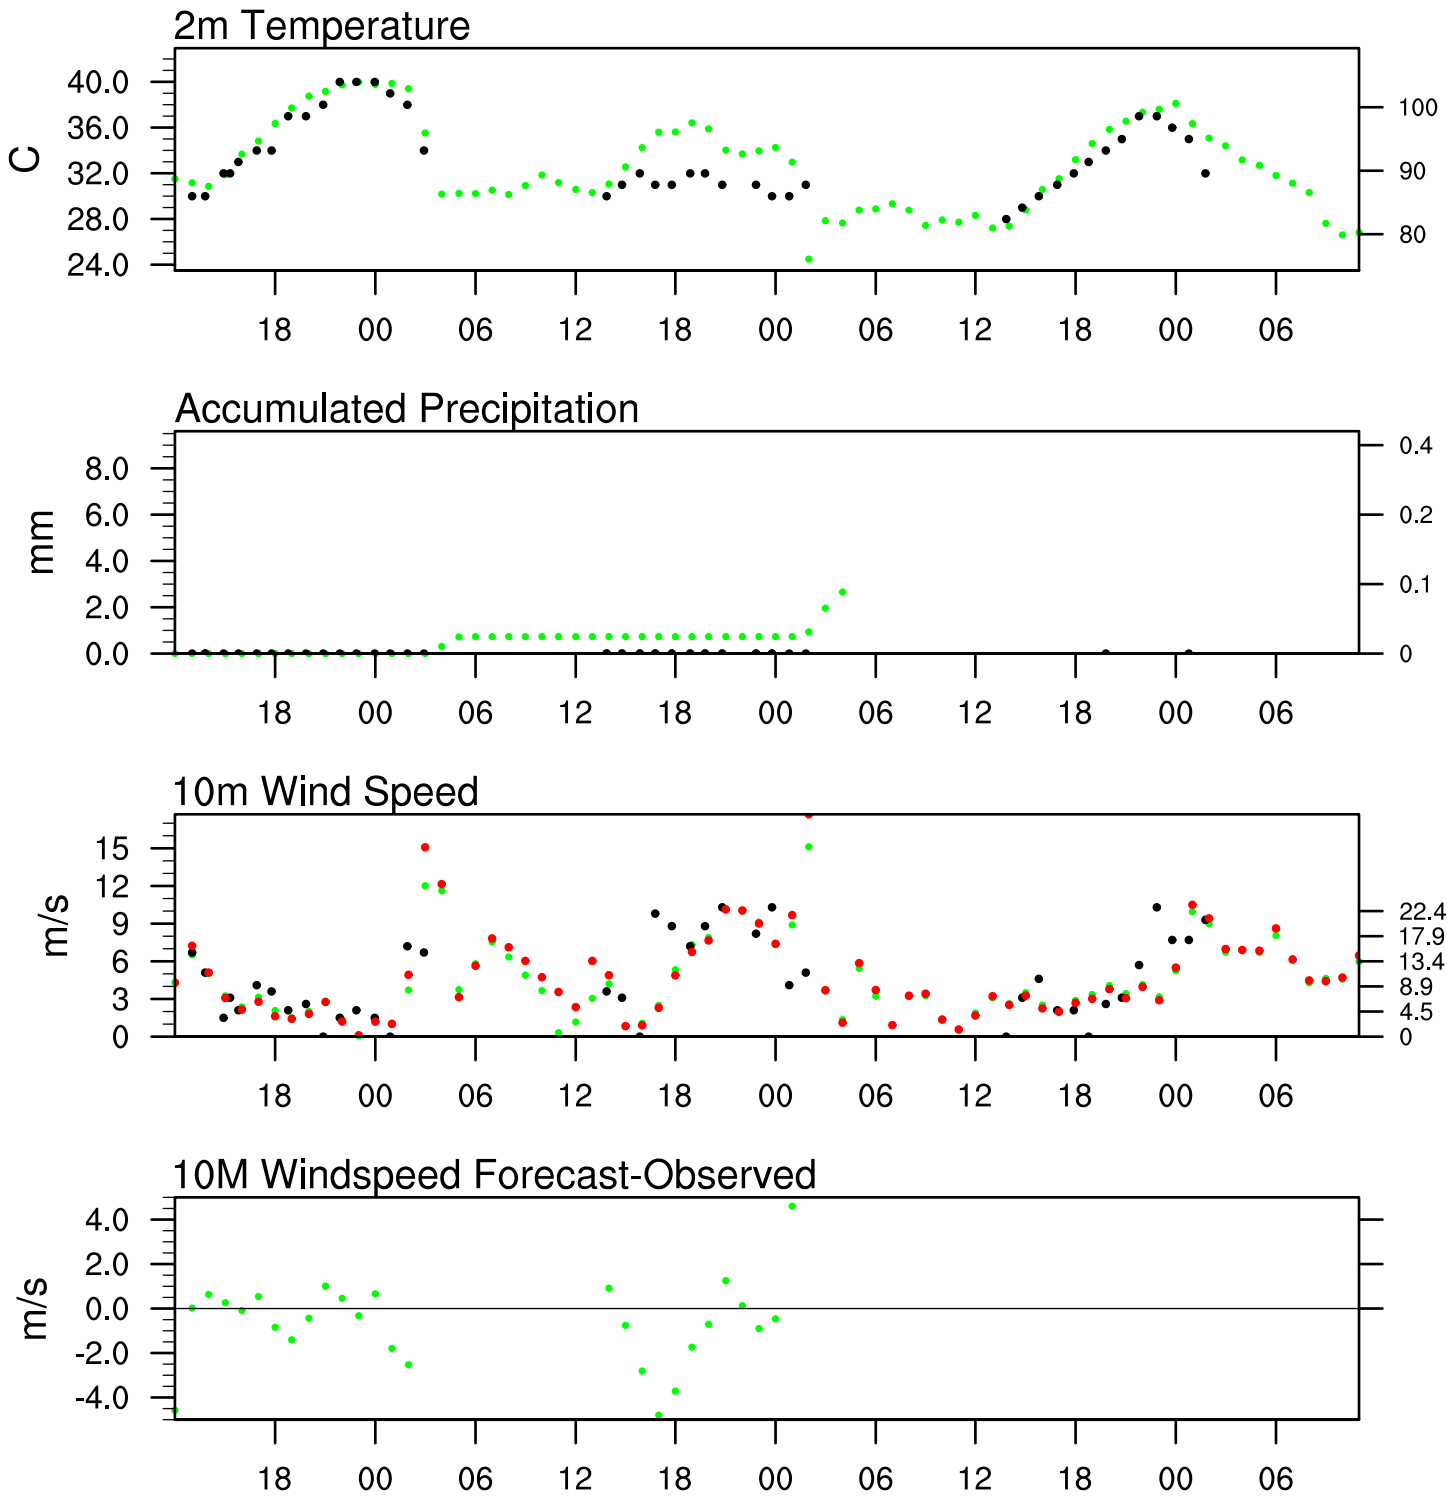 2m Temperature
C
40.0
36.0
32.0
28.0
24.0
100
90
80
18 00 06 12 18 00 06 12 18 00 06
Accumulated Precipitation
mm
8.0
6.0
4.0
2.0
0.0
0.4
0.2
0.1
0
18 00 06 12 18 00 06 12 18 00 06
10m Wind Speed
m/s
15
12
9
6
3
0
22.4
17.9
13.4
8.9
4.5
0
18 00 06 12 18 00 06 12 18 00 06
10M Windspeed Forecast-Observed
m/s
4.0
2.0
0.0
-2.0
-4.0
18 00 06 12 18 00 06 12 18 00 06